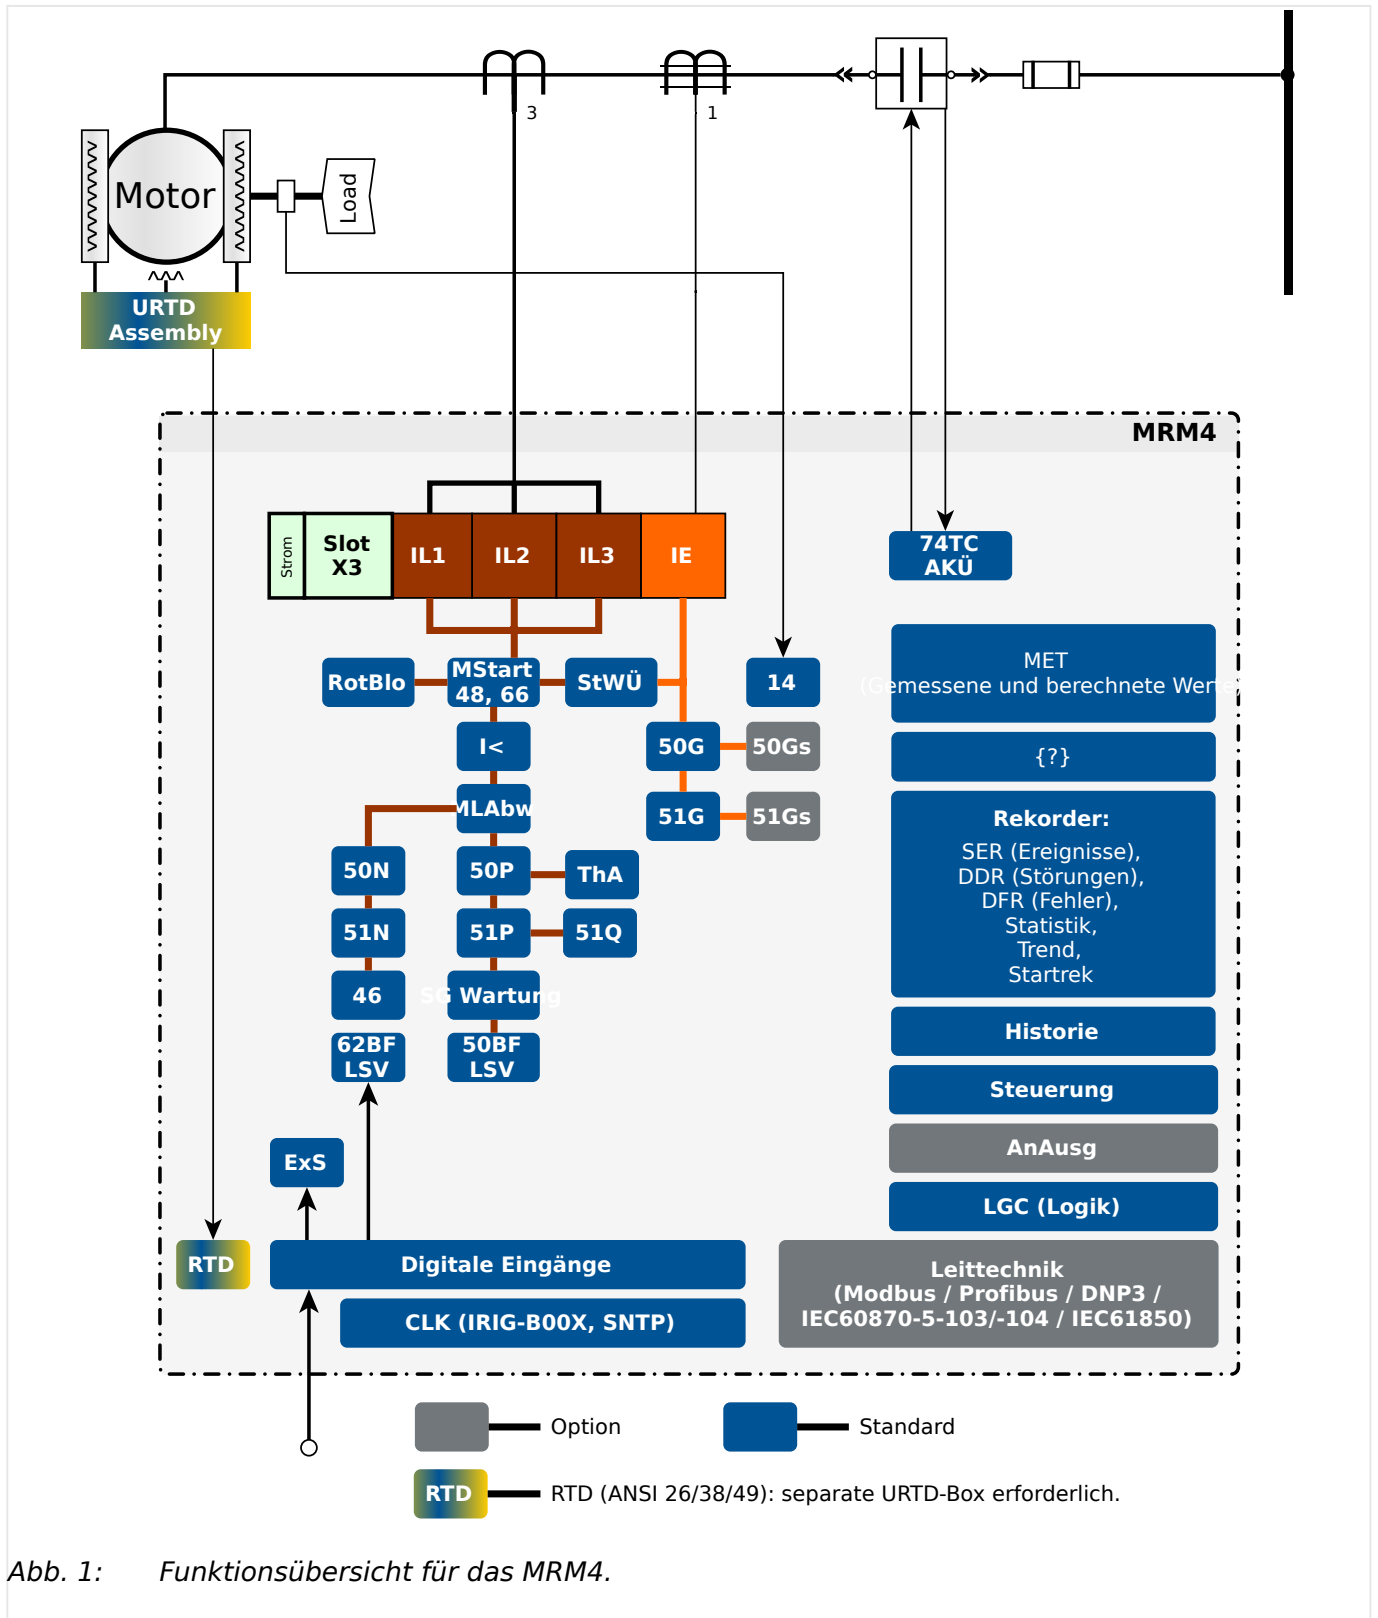 3
1
Motor
Load
URTD
Assembly
MRM4
Strom
Slot
X3
IL1
IL2
IL3
IE
74TC
AKÜ
RotBlo
MStart
48, 66
StWÜ
14
MET
(Gemessene und berechnete Werte)
I<
50G
50Gs
{?}
MLAbw
51G
51Gs
Rekorder:
SER (Ereignisse),
DDR (Störungen),
DFR (Fehler),
Statistik,
Trend,
Startrek
50N
50P
ThA
51N
51P
51Q
46
SG Wartung
62BF
LSV
50BF
LSV
Historie
Steuerung
AnAusg
ExS
LGC (Logik)
RTD
Digitale Eingänge
CLK (IRIG-B00X, SNTP)
Leittechnik
(Modbus / Profibus / DNP3 /
IEC60870-5-103/-104 / IEC61850)
Option
Standard
RTD
RTD (ANSI 26/38/49): separate URTD-Box erforderlich.
Abb. 1: Funktionsübersicht für das MRM4.